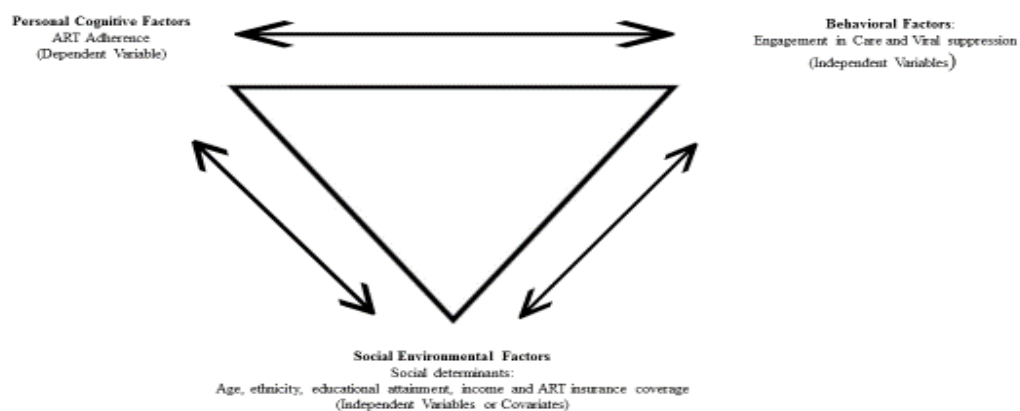 Personal Cognitive Factors
ART Adherence
(Dependent Variable)
Behavioral Factors:
Engagement in Care and Viral suppression
(Independent Variables)
Social Environmental Factors
Social determinants:
Age, ethnicity, educational attainment, income and ART insurance coverage
(Independent Variables or Covariates)